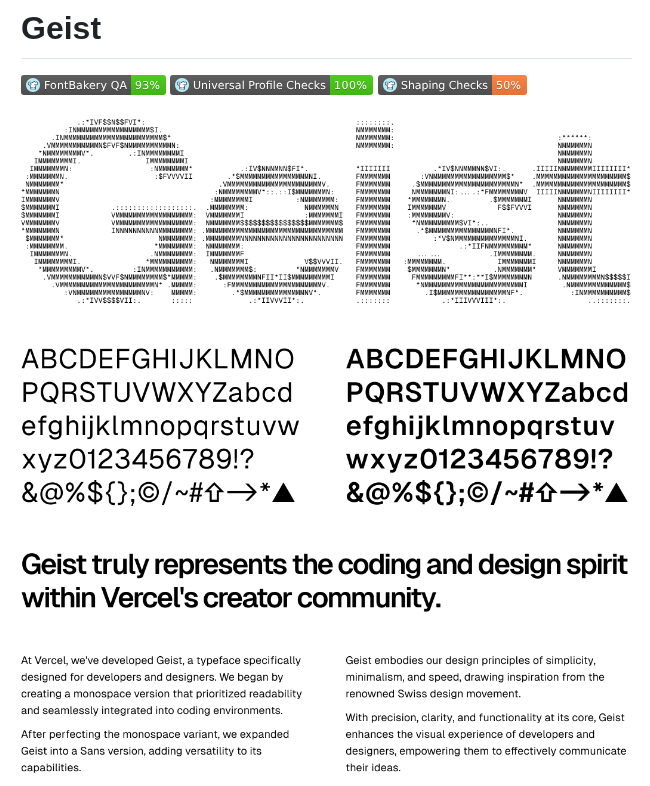 Geist
FontBakery QA 93% Universal Profile Checks 100% Shaping Checks 50%
Geist
ABCDEFGHIJKLMNO
PQRSTUVWXYZabcd
efghijklmnopqrstuvw
xyz0123456789!?
&@%${};©/~#⇧→*▲
ABCDEFGHIJKLMNO
PQRSTUVWXYZabcd
efghijklmnopqrstuv
wxyz0123456789!?
&@%${};©/~#⇧→*▲
Geist truly represents the coding and design spirit
within Vercel's creator community.
At Vercel, we've developed Geist, a typeface specifically
designed for developers and designers. We began by
creating a monospace version that prioritized readability
and seamlessly integrated into coding environments.
After perfecting the monospace variant, we expanded
Geist into a Sans version, adding versatility to its
capabilities.
Geist embodies our design principles of simplicity,
minimalism, and speed, drawing inspiration from the
renowned Swiss design movement.
With precision, clarity, and functionality at its core, Geist
enhances the visual experience of developers and
designers, empowering them to effectively communicate
their ideas.